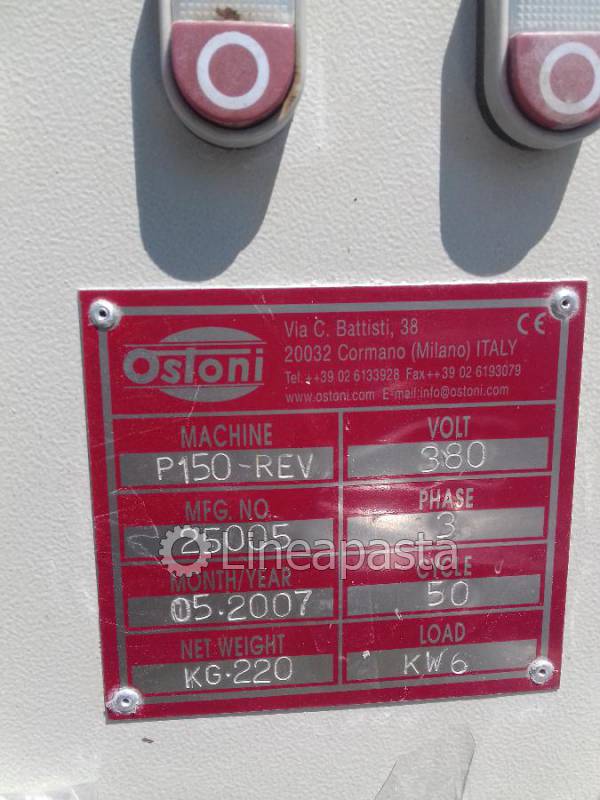 Ostoni
Via C. Battisti, 38
20032 Cormano (Milano) ITALY
Tel. ++39 02 6133928 Fax++39 02 6193079
www.ostoni.com E-mail:info@ostoni.com
CE
MACHINE
P150-REV
VOLT
380
MFG. NO.
25005
PHASE
3
Lineapasta
MONTH/YEAR
05.2007
CYCLE
50
NET WEIGHT
KG.220
LOAD
KW6